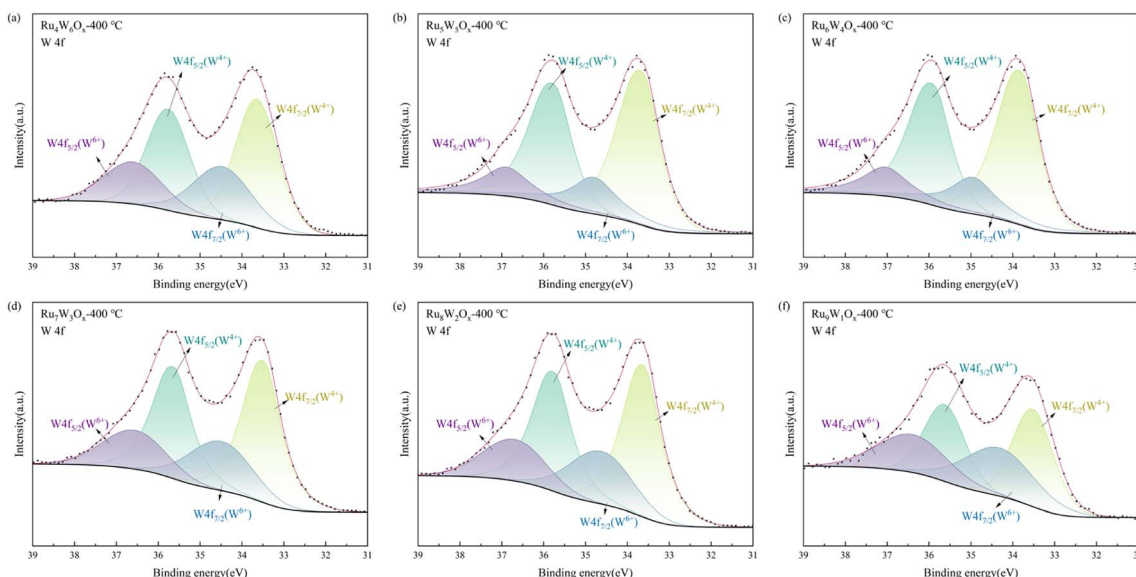 (a)
Ru₄W₆Oₓ-400 ℃
W 4f
W4f₅/₂(W⁴⁺)
W4f₇/₂(W⁴⁺)
W4f₅/₂(W⁶⁺)
W4f₇/₂(W⁶⁺)
Intensity(a.u.)
39 38 37 36 35 34 33 32 31
Binding energy(eV)
(b)
Ru₅W₅Oₓ-400 ℃
W 4f
W4f₅/₂(W⁴⁺)
W4f₇/₂(W⁴⁺)
W4f₅/₂(W⁶⁺)
W4f₇/₂(W⁶⁺)
Intensity(a.u.)
39 38 37 36 35 34 33 32 31
Binding energy(eV)
(c)
Ru₆W₄Oₓ-400 ℃
W 4f
W4f₅/₂(W⁴⁺)
W4f₇/₂(W⁴⁺)
W4f₅/₂(W⁶⁺)
W4f₇/₂(W⁶⁺)
Intensity(a.u.)
39 38 37 36 35 34 33 32 31
Binding energy(eV)
(d)
Ru₇W₃Oₓ-400 ℃
W 4f
W4f₅/₂(W⁴⁺)
W4f₇/₂(W⁴⁺)
W4f₅/₂(W⁶⁺)
W4f₇/₂(W⁶⁺)
Intensity(a.u.)
39 38 37 36 35 34 33 32 31
Binding energy(eV)
(e)
Ru₈W₂Oₓ-400 ℃
W 4f
W4f₅/₂(W⁴⁺)
W4f₇/₂(W⁴⁺)
W4f₅/₂(W⁶⁺)
W4f₇/₂(W⁶⁺)
Intensity(a.u.)
39 38 37 36 35 34 33 32 31
Binding energy(eV)
(f)
Ru₉W₁Oₓ-400 ℃
W 4f
W4f₅/₂(W⁴⁺)
W4f₇/₂(W⁴⁺)
W4f₅/₂(W⁶⁺)
W4f₇/₂(W⁶⁺)
Intensity(a.u.)
39 38 37 36 35 34 33 32 31
Binding energy(eV)